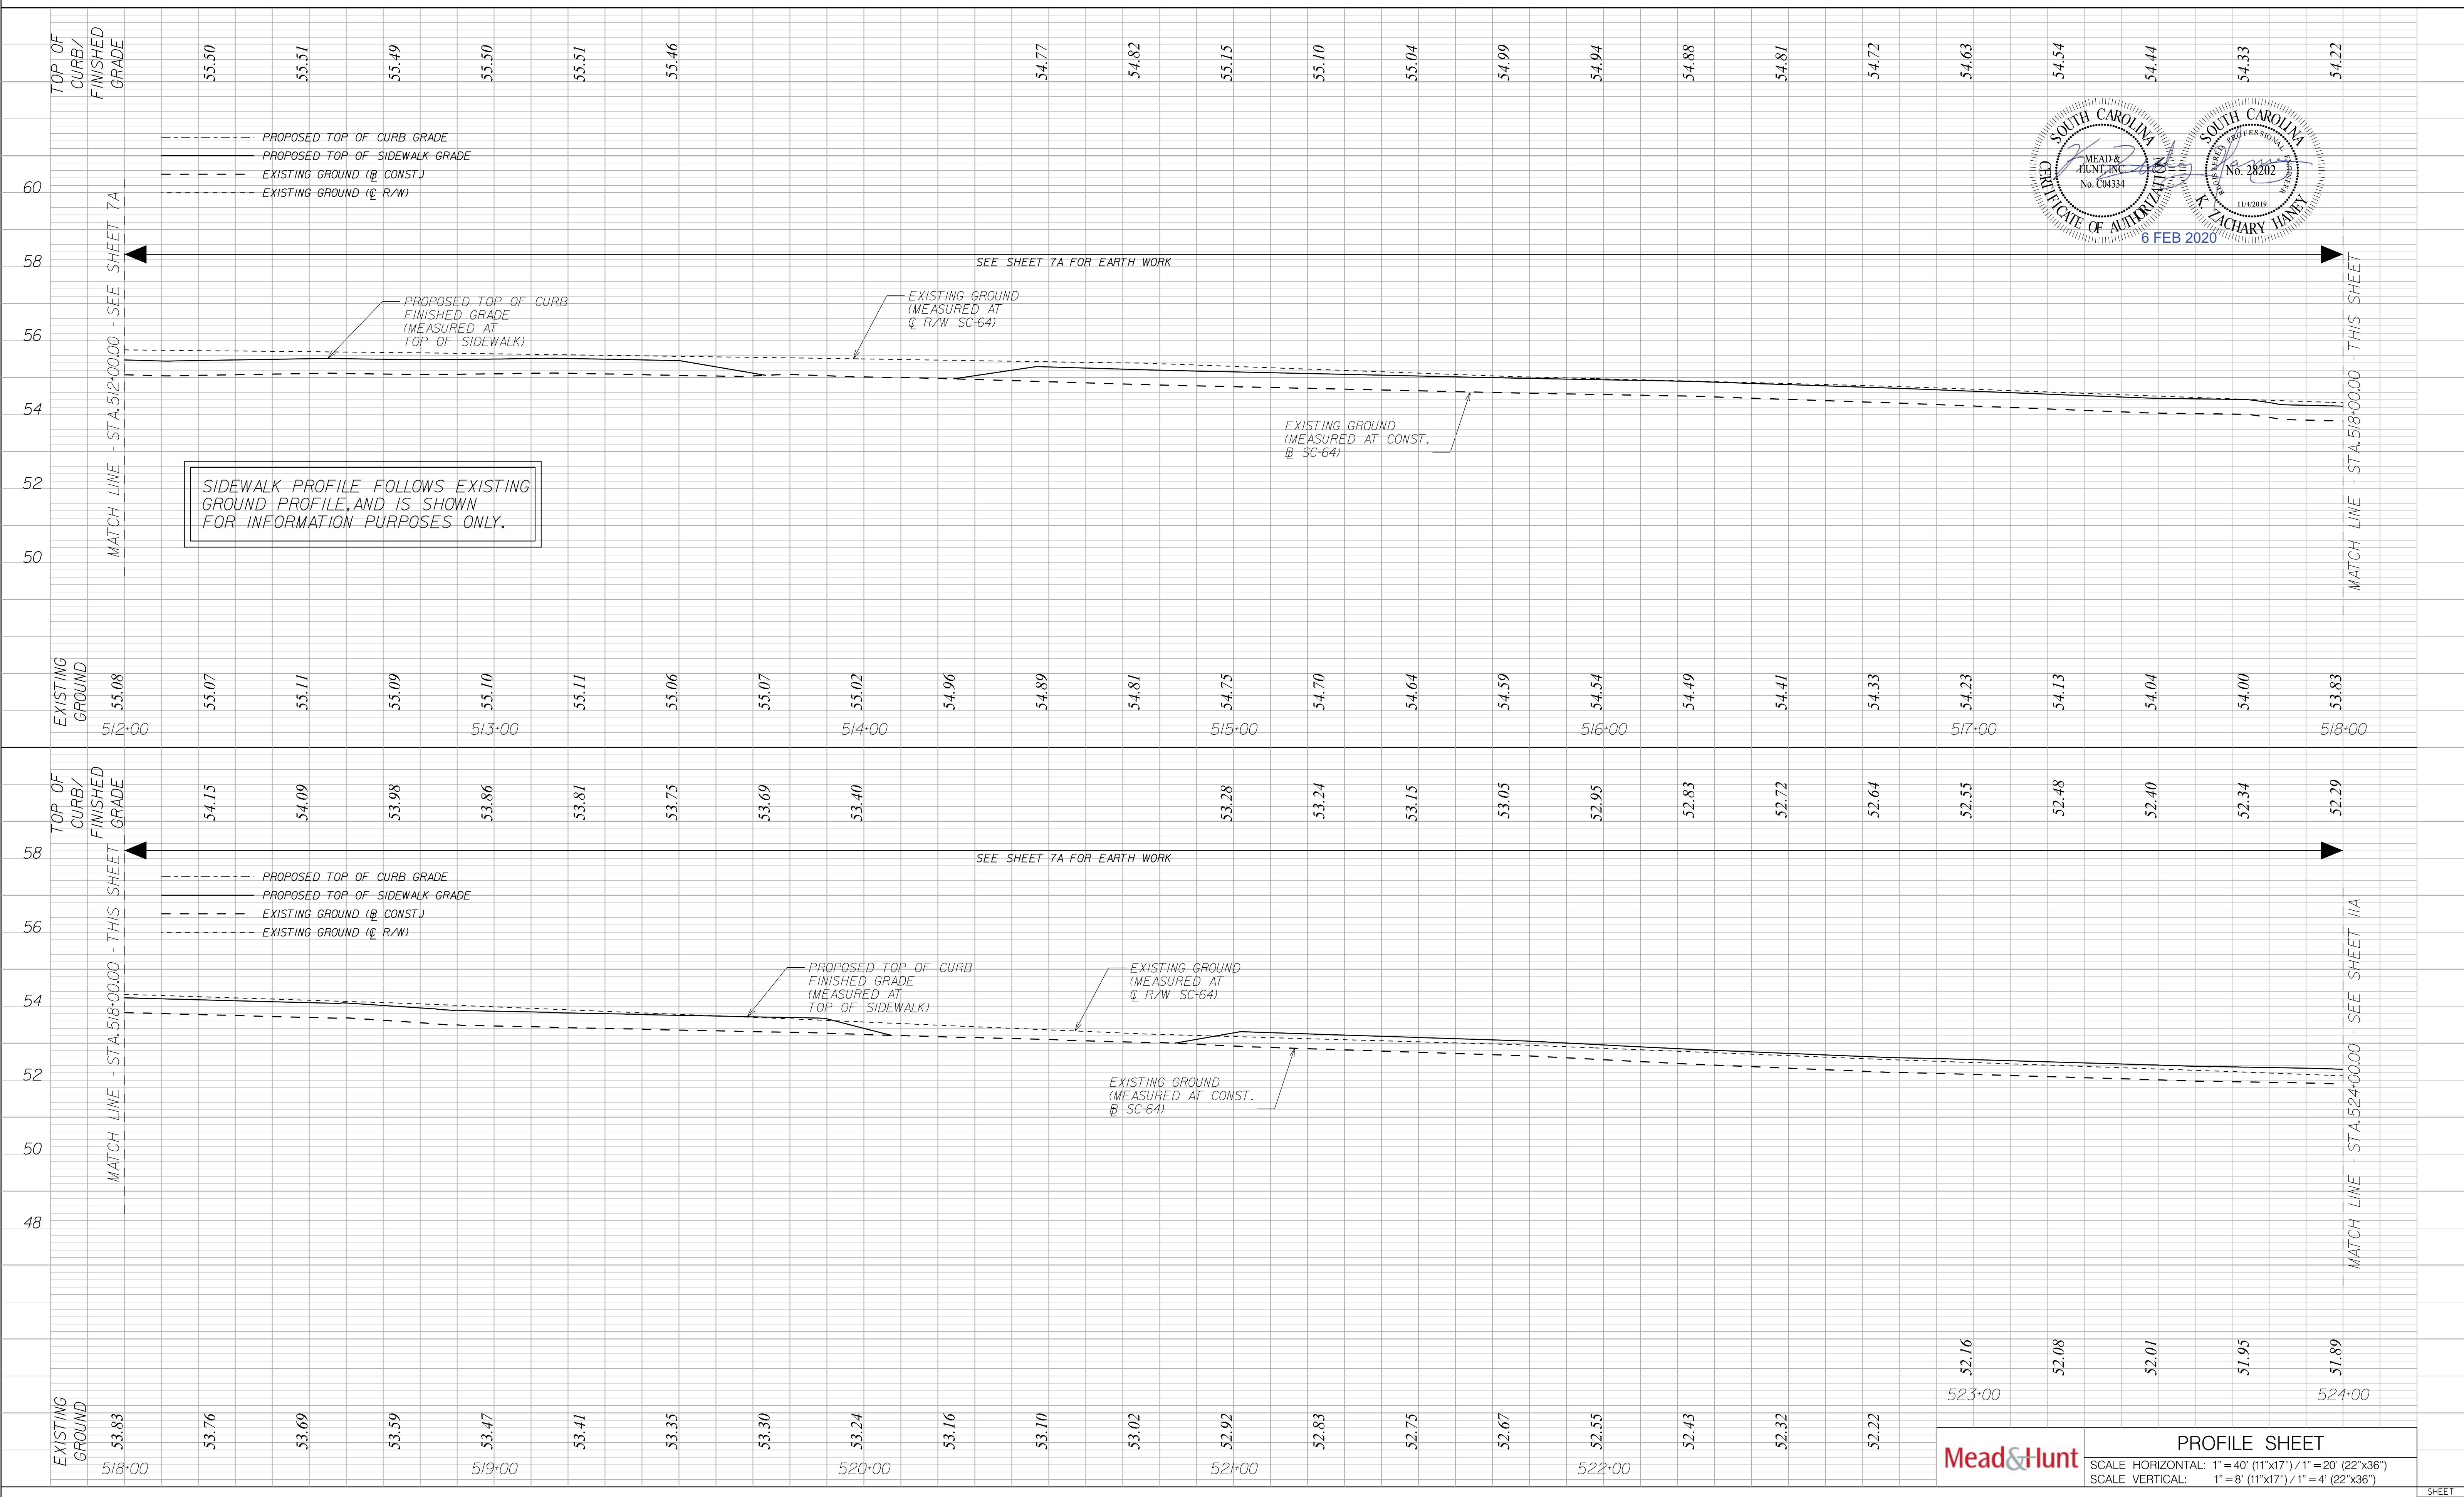 TOP OF
CURB/
FINISHED
GRADE
55.50 55.51 55.49 55.50 55.51 55.46 54.77 54.82 55.15 55.10 55.04 54.99 54.94 54.88 54.81 54.72 54.63 54.54 54.44 54.33 54.22
PROPOSED TOP OF CURB GRADE
PROPOSED TOP OF SIDEWALK GRADE
EXISTING GROUND (BL CONST.)
EXISTING GROUND (CL R/W)
SOUTH CAROLINA
MEAD &
HUNT, INC.
No. C04334
CERTIFICATE OF AUTHORIZATION
SOUTH CAROLINA
REGISTERED PROFESSIONAL ENGINEER
No. 28202
11/4/2019
K. ZACHARY HANEY
6 FEB 2020
60
58
56
54
52
50
MATCH LINE - STA.512+00.00 - SEE SHEET 7A
SEE SHEET 7A FOR EARTH WORK
MATCH LINE - STA.518+00.00 - THIS SHEET
PROPOSED TOP OF CURB
FINISHED GRADE
(MEASURED AT
TOP OF SIDEWALK)
EXISTING GROUND
(MEASURED AT
CL R/W SC-64)
EXISTING GROUND
(MEASURED AT CONST.
BL SC-64)
SIDEWALK PROFILE FOLLOWS EXISTING
GROUND PROFILE, AND IS SHOWN
FOR INFORMATION PURPOSES ONLY.
EXISTING
GROUND
55.08 55.07 55.11 55.09 55.10 55.11 55.06 55.07 55.02 54.96 54.89 54.81 54.75 54.70 54.64 54.59 54.54 54.49 54.41 54.33 54.23 54.13 54.04 54.00 53.83
512+00 513+00 514+00 515+00 516+00 517+00 518+00
TOP OF
CURB/
FINISHED
GRADE
54.15 54.09 53.98 53.86 53.81 53.75 53.69 53.40 53.28 53.24 53.15 53.05 52.95 52.83 52.72 52.64 52.55 52.48 52.40 52.34 52.29
SEE SHEET 7A FOR EARTH WORK
PROPOSED TOP OF CURB GRADE
PROPOSED TOP OF SIDEWALK GRADE
EXISTING GROUND (BL CONST.)
EXISTING GROUND (CL R/W)
58
56
54
52
50
48
MATCH LINE - STA.518+00.00 - THIS SHEET
MATCH LINE - STA.524+00.00 - SEE SHEET 11A
PROPOSED TOP OF CURB
FINISHED GRADE
(MEASURED AT
TOP OF SIDEWALK)
EXISTING GROUND
(MEASURED AT
CL R/W SC-64)
EXISTING GROUND
(MEASURED AT CONST.
BL SC-64)
52.16 52.08 52.01 51.95 51.89
523+00 524+00
EXISTING
GROUND
53.83 53.76 53.69 53.59 53.47 53.41 53.35 53.30 53.24 53.16 53.10 53.02 52.92 52.83 52.75 52.67 52.55 52.43 52.32 52.22
518+00 519+00 520+00 521+00 522+00
Mead&Hunt
PROFILE SHEET
SCALE HORIZONTAL: 1"=40' (11"x17") / 1"=20' (22"x36")
SCALE VERTICAL: 1"=8' (11"x17") / 1"=4' (22"x36")
SHEET